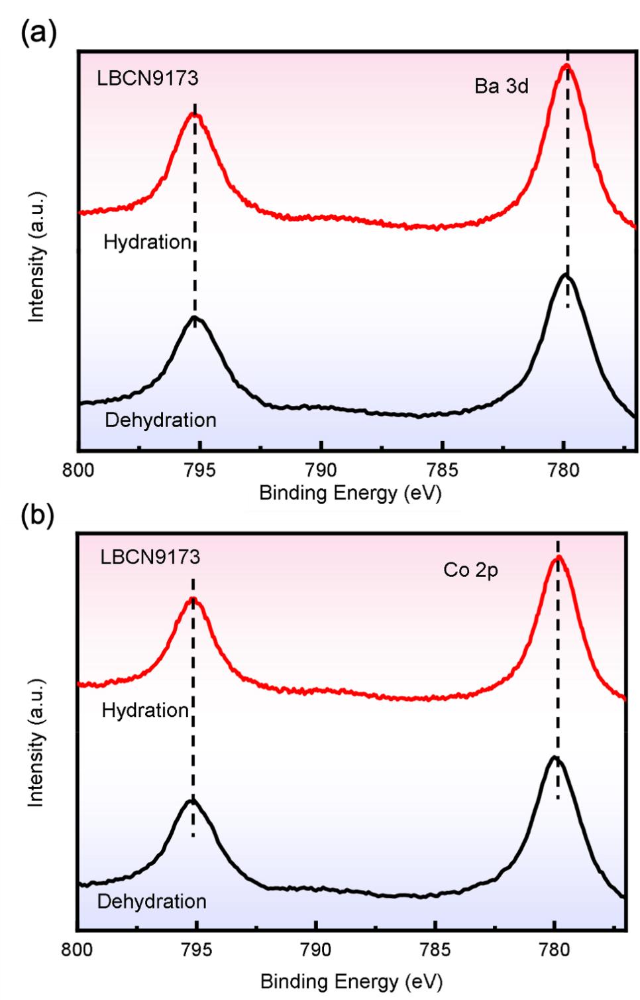 (a)
LBCN9173
Ba 3d
Hydration
Dehydration
Intensity (a.u.)
800 795 790 785 780
Binding Energy (eV)
(b)
LBCN9173
Co 2p
Hydration
Dehydration
Intensity (a.u.)
800 795 790 785 780
Binding Energy (eV)